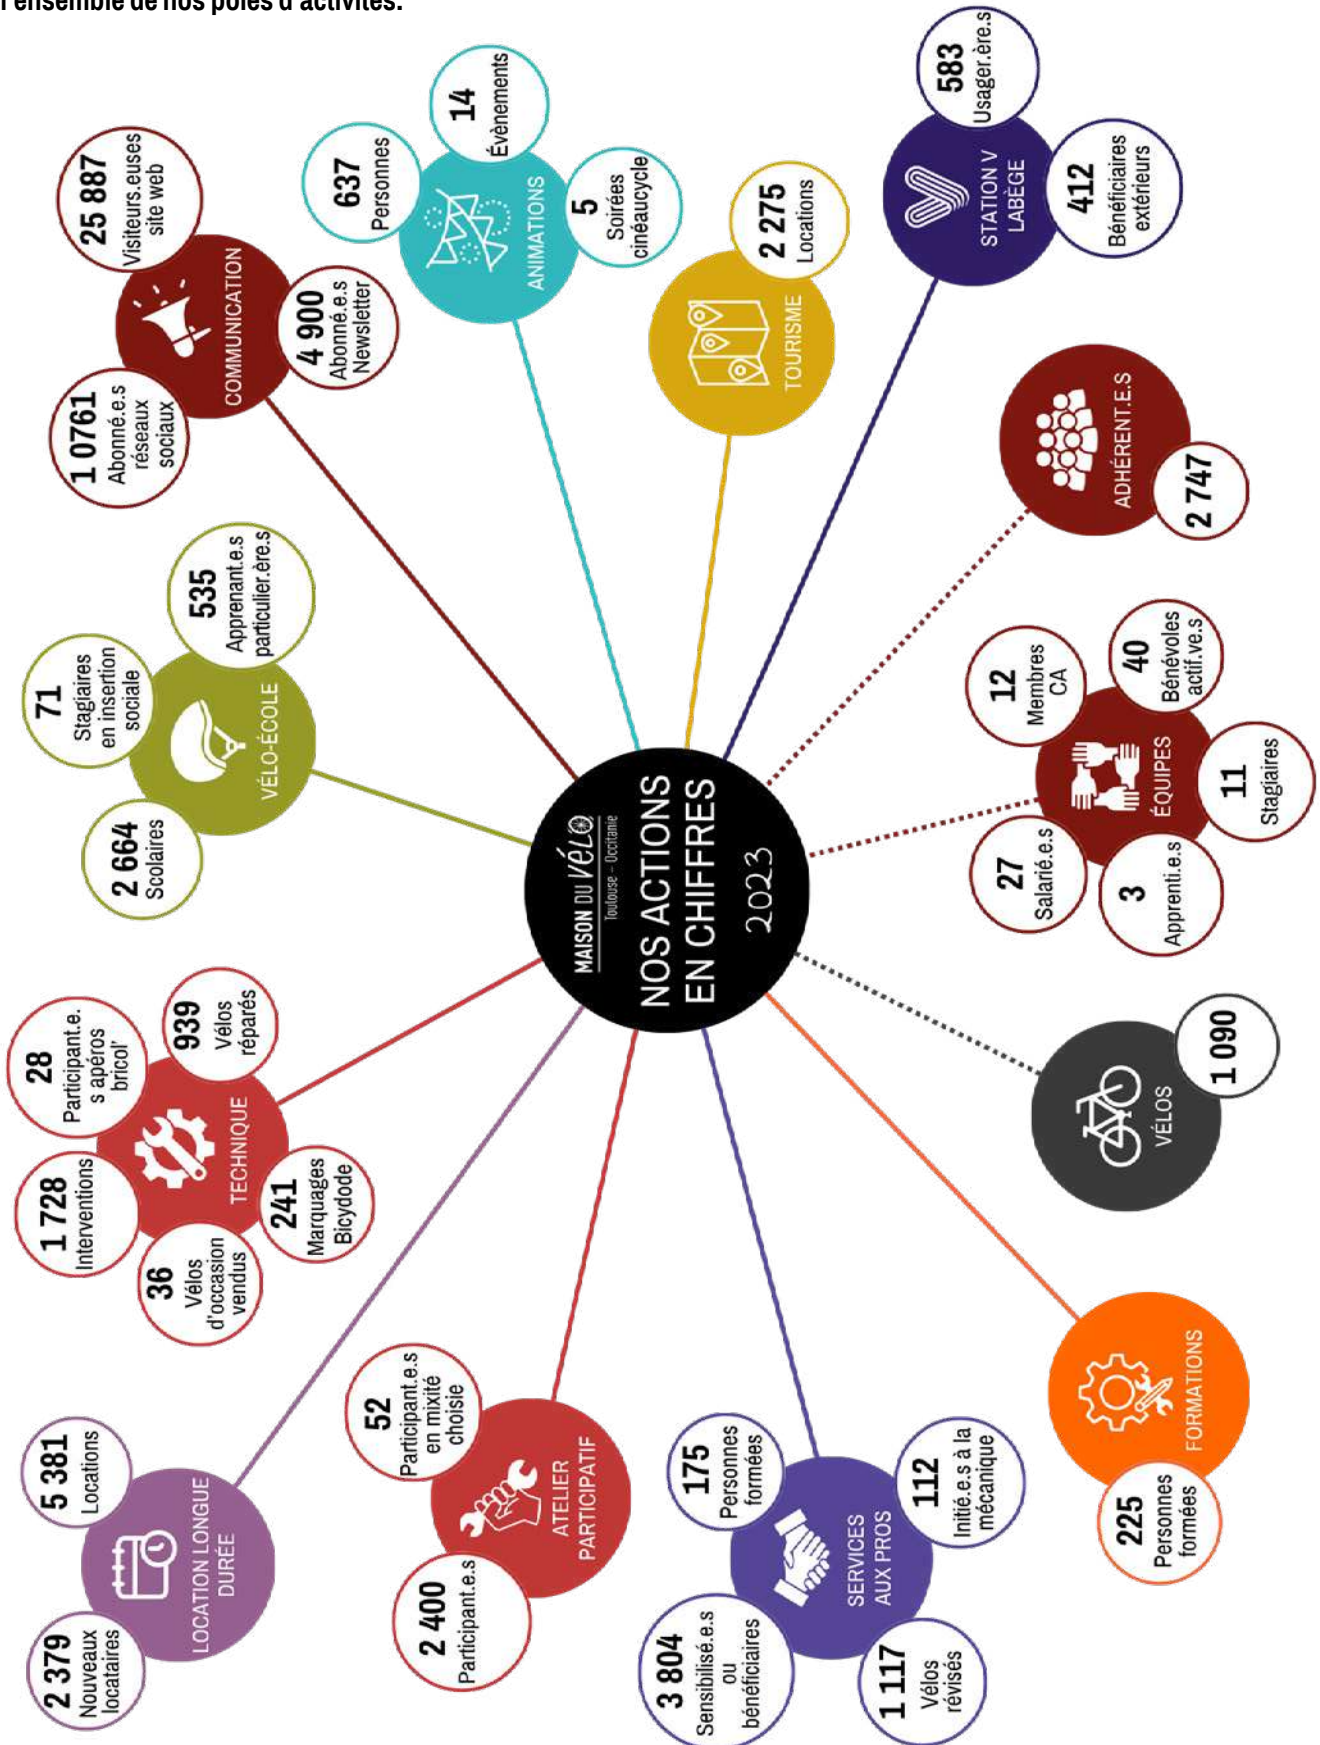 l'ensemble de nos pôles d'activités.
MAISON DU VÉLO
Toulouse - Occitanie
NOS ACTIONS
EN CHIFFRES
2023
LOCATION LONGUE
DURÉE
2 379
Nouveaux
locataires
5 381
Locations
TECHNIQUE
36
Vélos
d'occasion
vendus
1 728
Interventions
28
Participant.e.
s apéros
bricol'
939
Vélos
réparés
241
Marquages
Bicydode
VÉLO-ÉCOLE
2 664
Scolaires
71
Stagiaires
en insertion
sociale
535
Apprenant.e.s
particulier.ère.s
COMMUNICATION
1 0761
Abonné.e.s
réseaux
sociaux
25 887
Visiteurs.euses
site web
4 900
Abonné.e.s
Newsletter
ANIMATIONS
637
Personnes
14
Évènements
5
Soirées
cinéaucycle
TOURISME
2 275
Locations
STATION V
LABÈGE
583
Usager.ère.s
412
Bénéficiaires
extérieurs
ADHÉRENT.E.S
2 747
ÉQUIPES
27
Salarié.e.s
12
Membres
CA
40
Bénévoles
actif.ve.s
11
Stagiaires
3
Apprenti.e.s
VÉLOS
1 090
FORMATIONS
225
Personnes
formées
SERVICES
AUX PROS
3 804
Sensibilisé.e.s
ou
bénéficiaires
175
Personnes
formées
112
Initié.e.s à la
mécanique
1 117
Vélos
révisés
ATELIER
PARTICIPATIF
2 400
Participant.e.s
52
Participant.e.s
en mixité
choisie